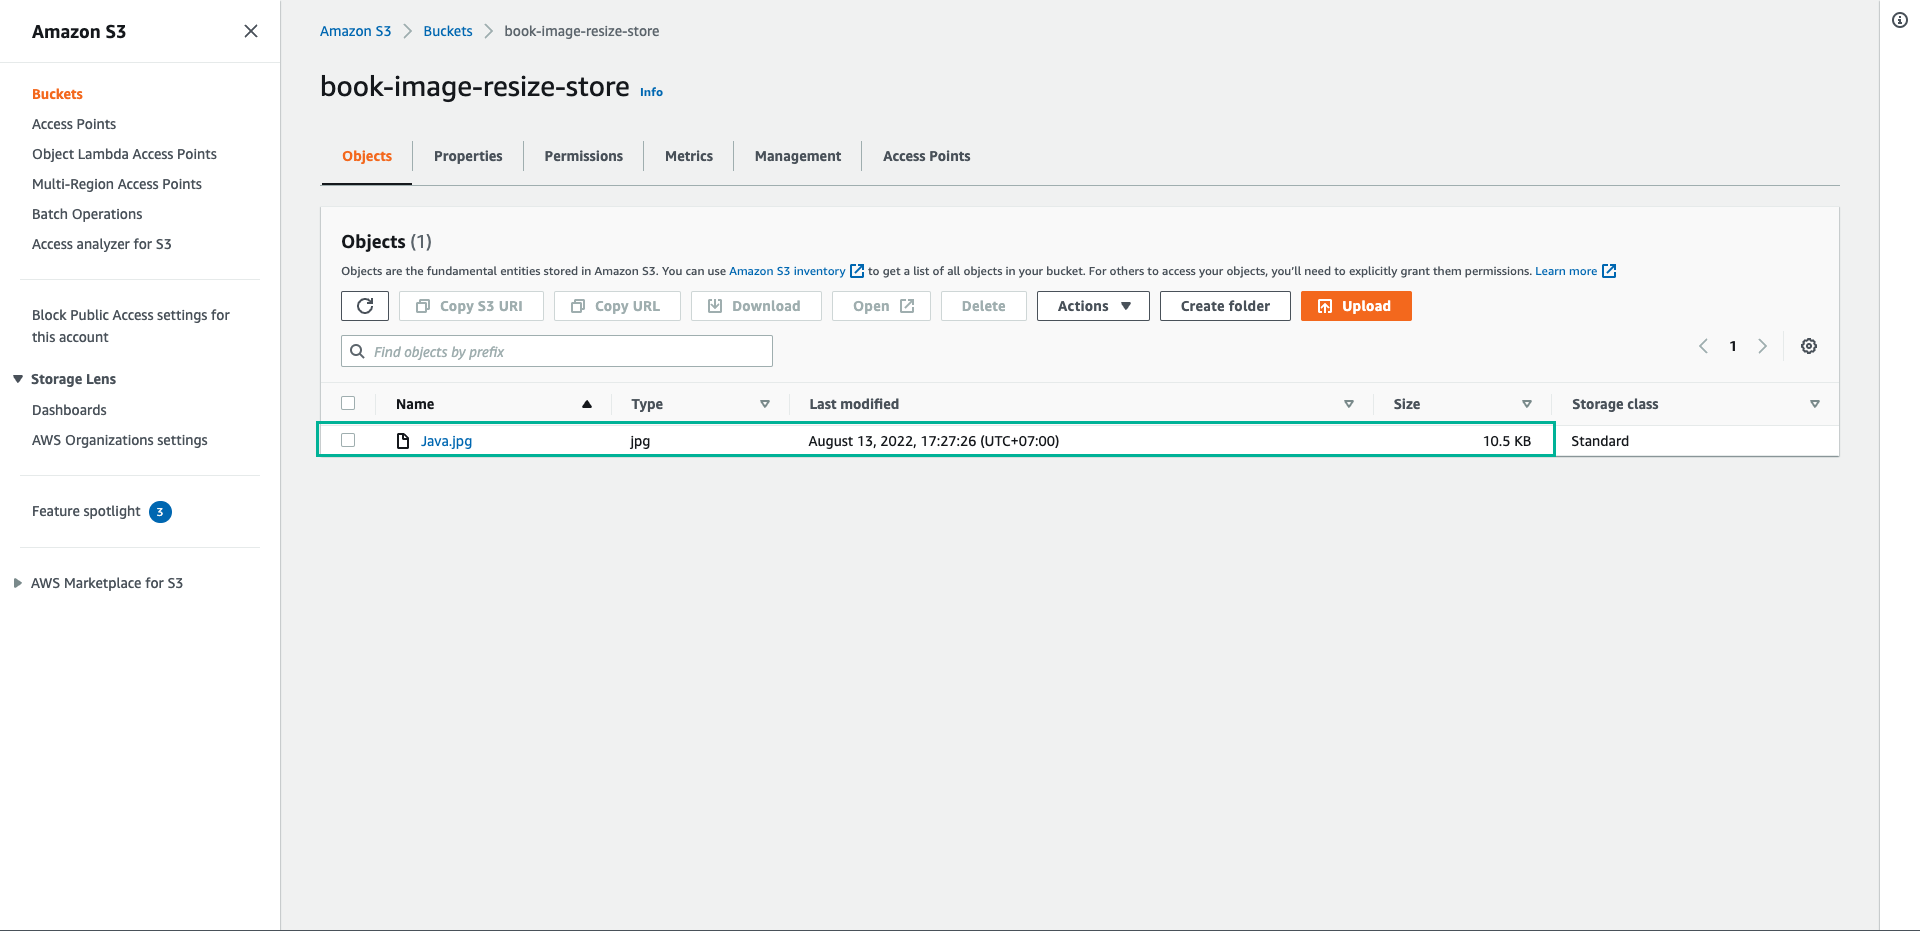 Amazon S3
Buckets
Access Points
Object Lambda Access Points
Multi-Region Access Points
Batch Operations
Access analyzer for S3
Block Public Access settings for
this account
Storage Lens
Dashboards
AWS Organizations settings
Feature spotlight 3
AWS Marketplace for S3
Amazon S3 Buckets book-image-resize-store
book-image-resize-store Info
Objects Properties Permissions Metrics Management Access Points
Objects (1)
Objects are the fundamental entities stored in Amazon S3. You can use Amazon S3 inventory to get a list of all objects in your bucket. For others to access your objects, you'll need to explicitly grant them permissions. Learn more
Copy S3 URI Copy URL Download Open Delete Actions Create folder Upload
Find objects by prefix 1
Name Type Last modified Size Storage class
Java.jpg jpg August 13, 2022, 17:27:26 (UTC+07:00) 10.5 KB Standard